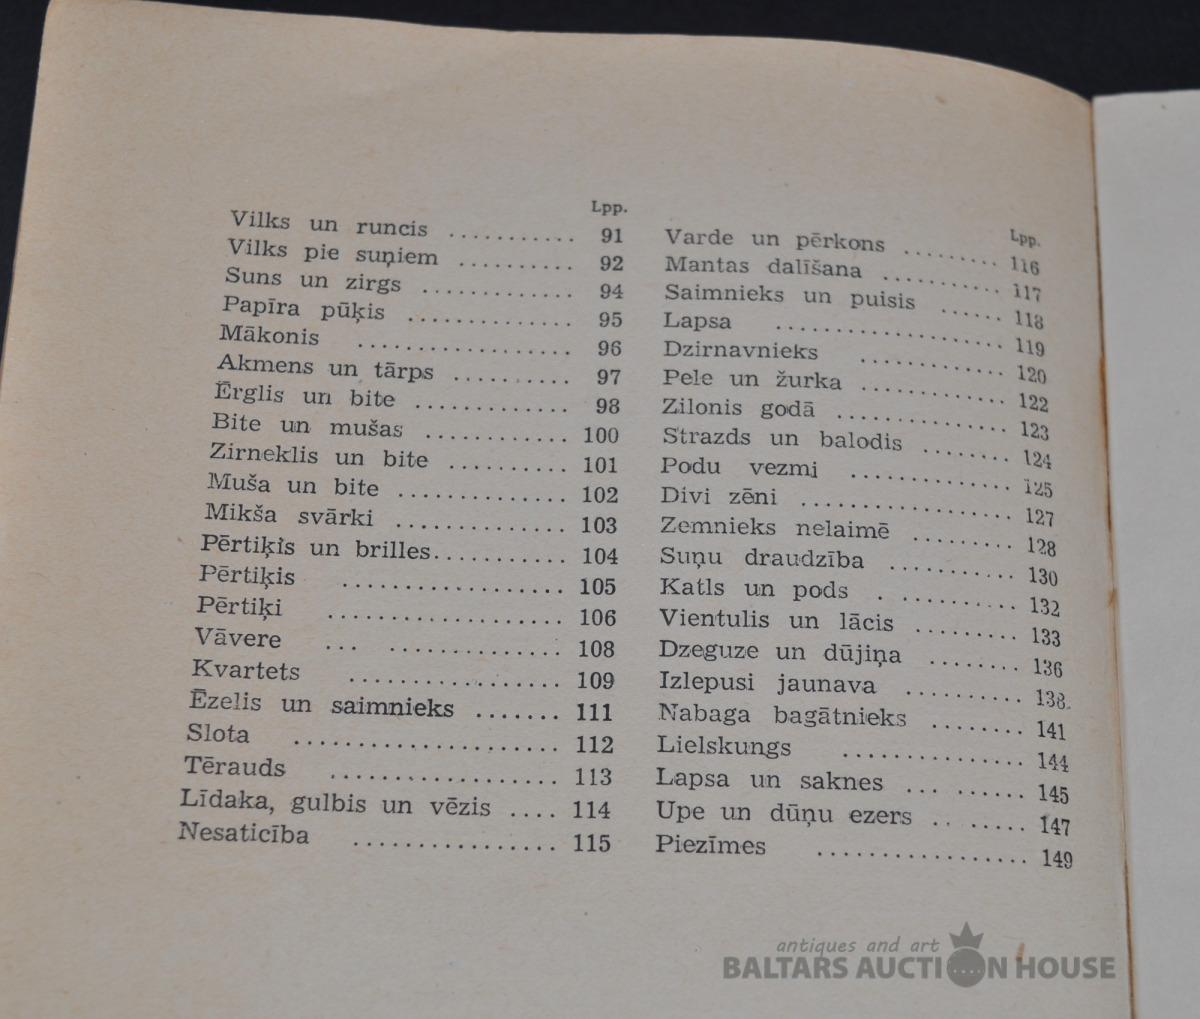 Lpp.
Vilks un runcis .......... 91
Vilks pie suņiem ......... 92
Suns un zirgs ............ 94
Papīra pūķis ............. 95
Mākonis .................. 96
Akmens un tārps .......... 97
Ērglis un bite ........... 98
Bite un mušas ............ 100
Zirneklis un bite ........ 101
Muša un bite ............. 102
Mikša svārki ............. 103
Pērtiķis un brilles........... 104
Pērtiķis ................. 105
Pērtiķi .................. 106
Vāvere ... ............... 108
Kvartets ................. 109
Ēzelis un saimnieks ....... 111
Slota .................... 112
Tērauds .................. 113
Līdaka, gulbis un vēzis .... 114
Nesaticība ............... 115
Lpp.
Varde un pērkons ......... 116
Mantas dalīšana .......... 117
Saimnieks un puisis ...... 118
Lapsa .................... 119
Dzirnavnieks ............. 120
Pele un žurka ............ 122
Zilonis godā ............. 123
Strazds un balodis ....... 124
Podu vezmi ............... 125
Divi zēni ................ 127
Zemnieks nelaimē ......... 128
Suņu draudzība ........... 130
Katls un pods . .......... 132
Vientulis un lācis ....... 133
Dzeguze un dūjiņa ........ 136
Izlepusi jaunava ......... 138
Nabaga bagātnieks ........ 141
Lielskungs ............... 144
Lapsa un saknes ... ...... 145
Upe un dūņu ezers .. ...... 147
Piezīmes ................. 149
antiques and art
BALTARS AUCTION HOUSE